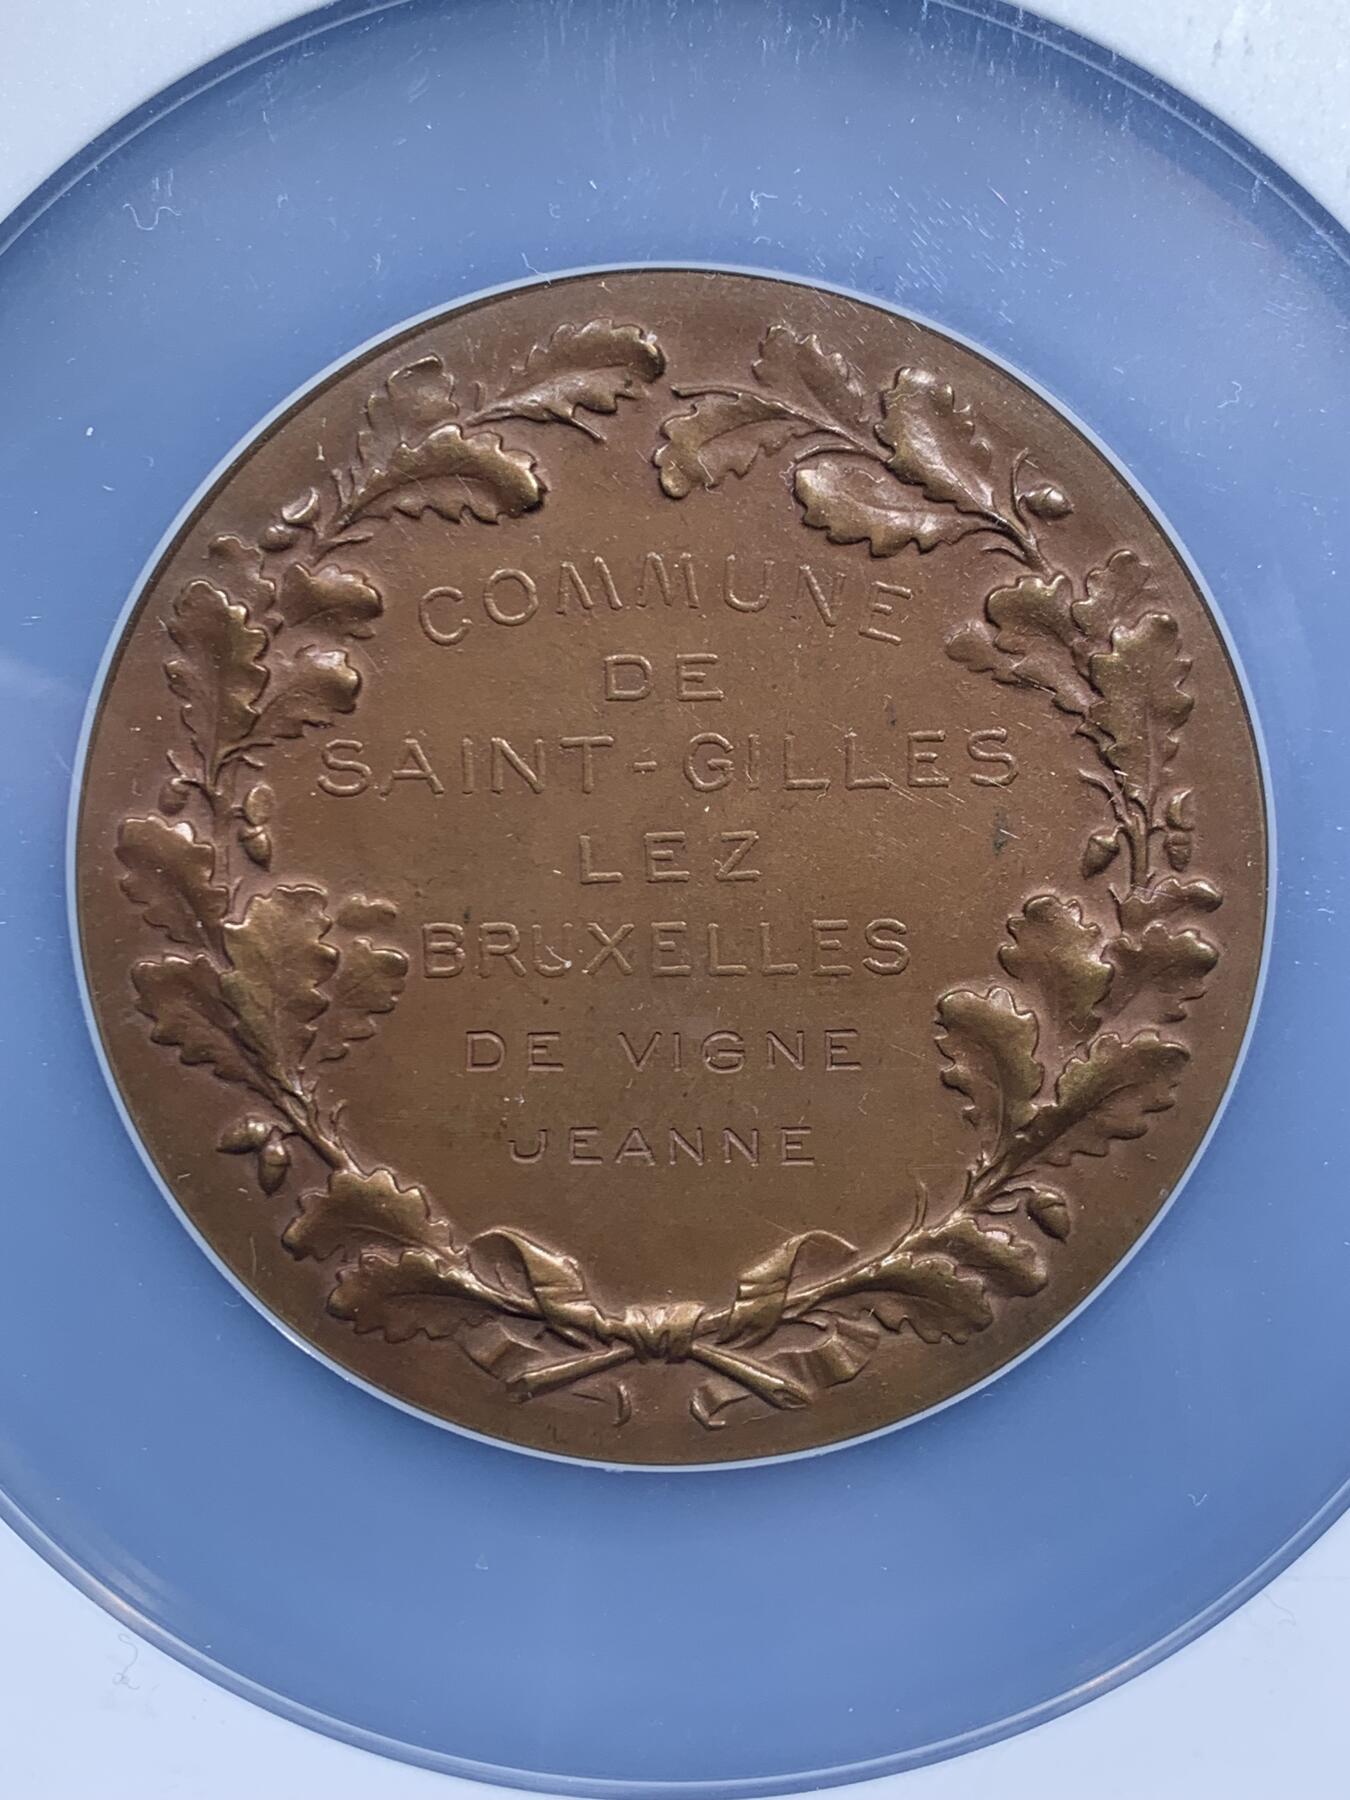 COMMUNE
DE
SAINT-GILLES
LEZ
BRUXELLES
DE VIGNE
JEANNE